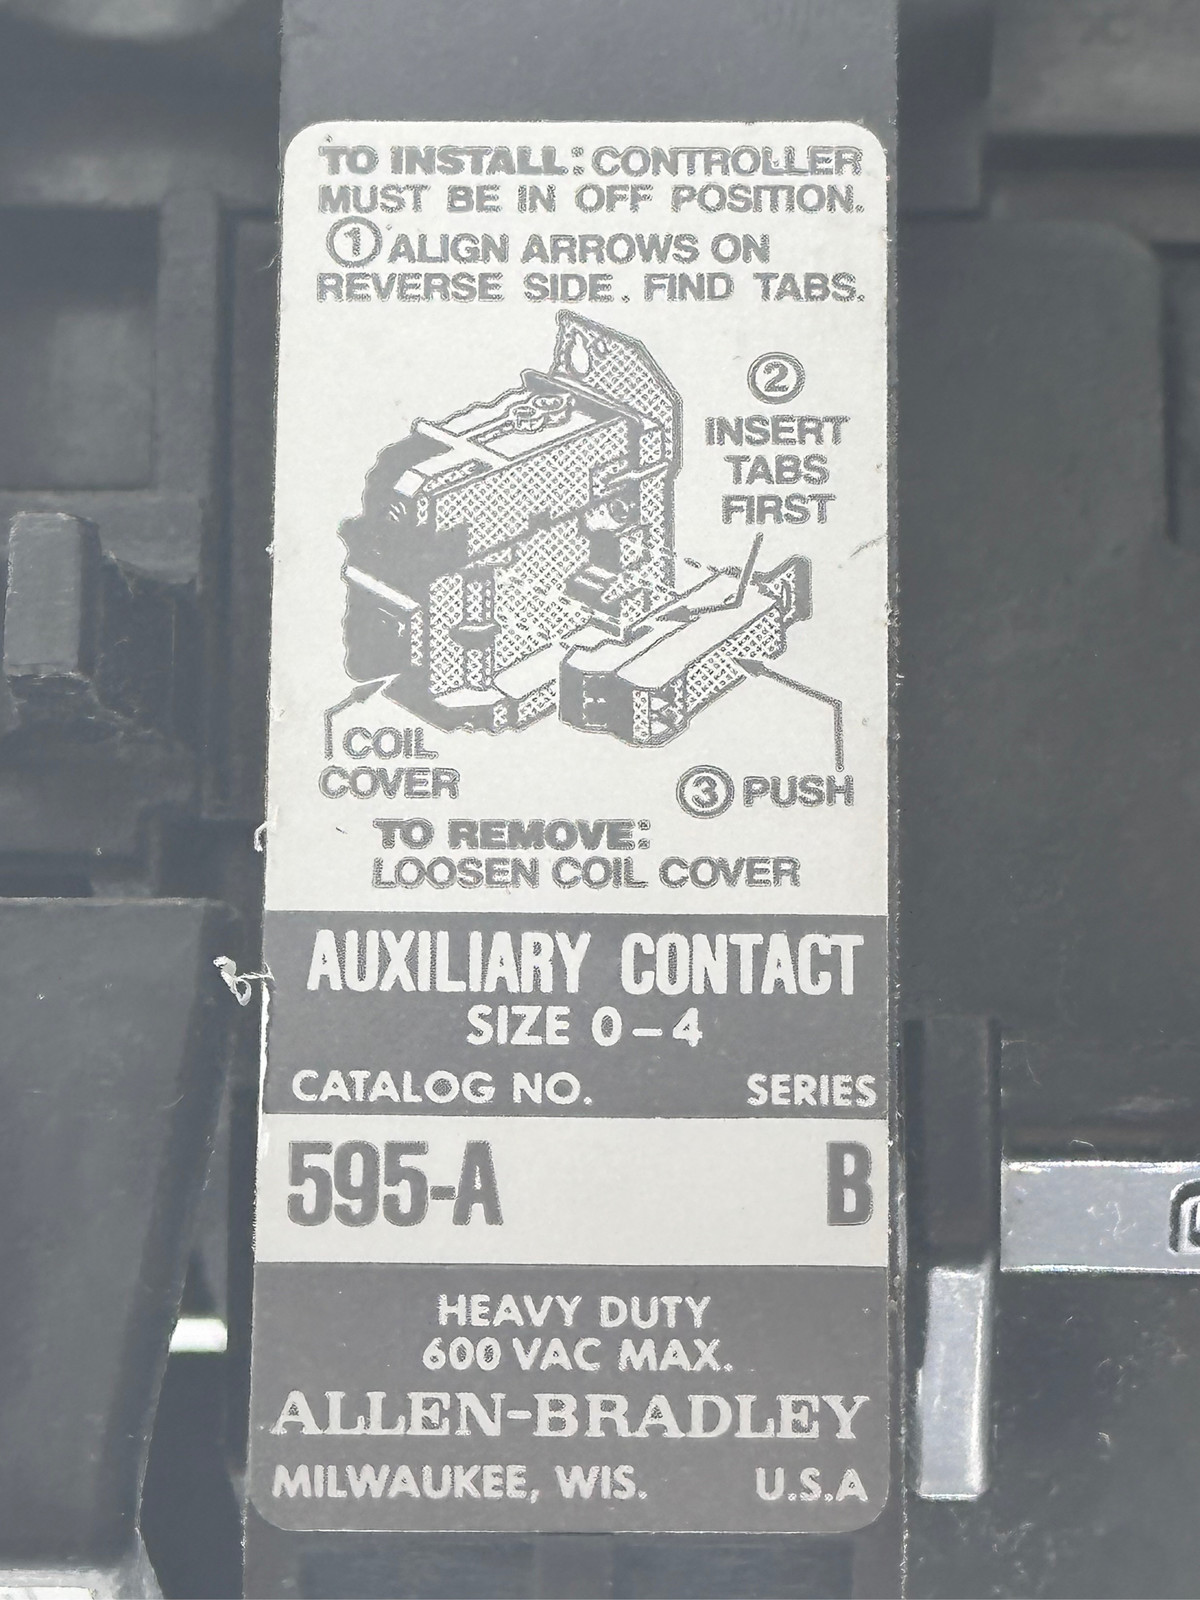 TO INSTALL: CONTROLLER
MUST BE IN OFF POSITION.
① ALIGN ARROWS ON
REVERSE SIDE. FIND TABS.
②
INSERT
TABS
FIRST
COIL
COVER
③ PUSH
TO REMOVE:
LOOSEN COIL COVER
AUXILIARY CONTACT
SIZE 0-4
CATALOG NO. SERIES
595-A B
HEAVY DUTY
600 VAC MAX.
ALLEN-BRADLEY
MILWAUKEE, WIS. U.S.A